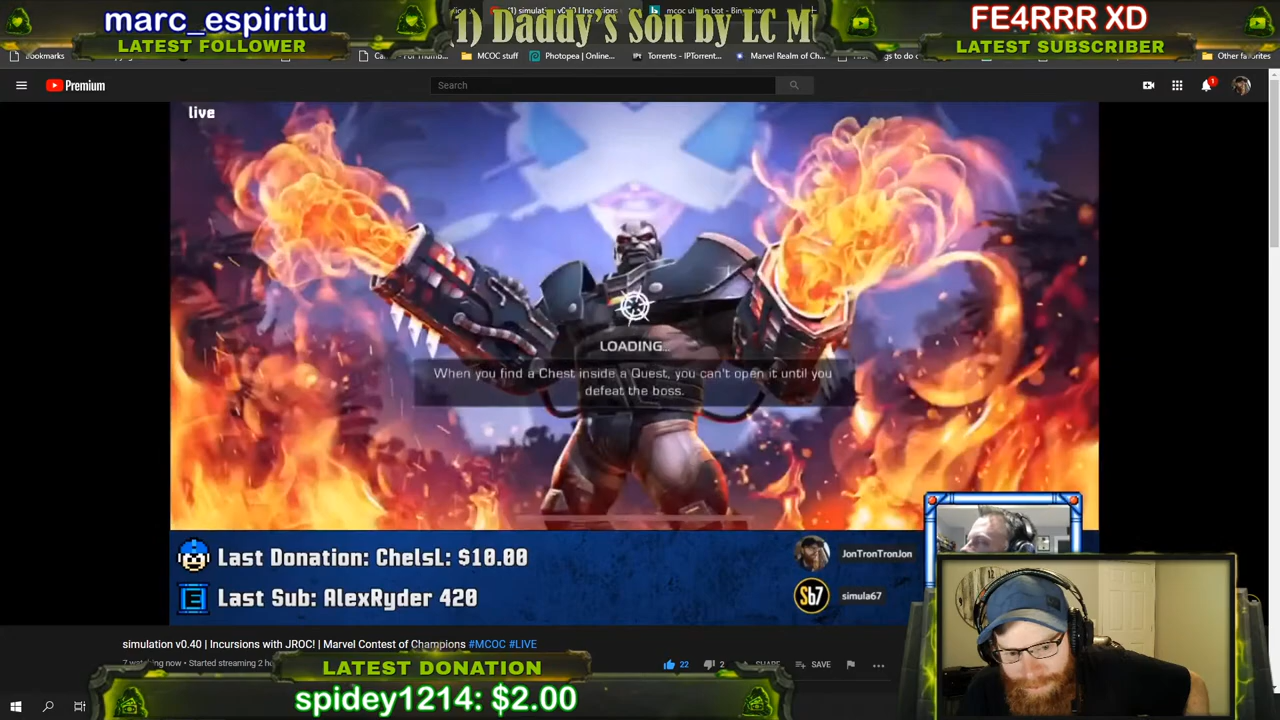 marc_espiritu
LATEST FOLLOWER
1) Daddy's Son by LC M
FE4RRR XD
LATEST SUBSCRIBER
MCOC stuff
Photopea | Online...
Torrents - IPTorrent...
Marvel Realm of Ch...
Other favorites
Premium
Search
1
live
LOADING...
When you find a Chest inside a Quest, you can't open it until you
defeat the boss.
Last Donation: ChelsL: $10.00
JonTronTronJon
E
Last Sub: AlexRyder 420
Sb7
simula67
simulation v0.40 | Incursions with JROC! | Marvel Contest of Champions #MCOC #LIVE
22
2
SHARE
SAVE
LATEST DONATION
spidey1214: $2.00